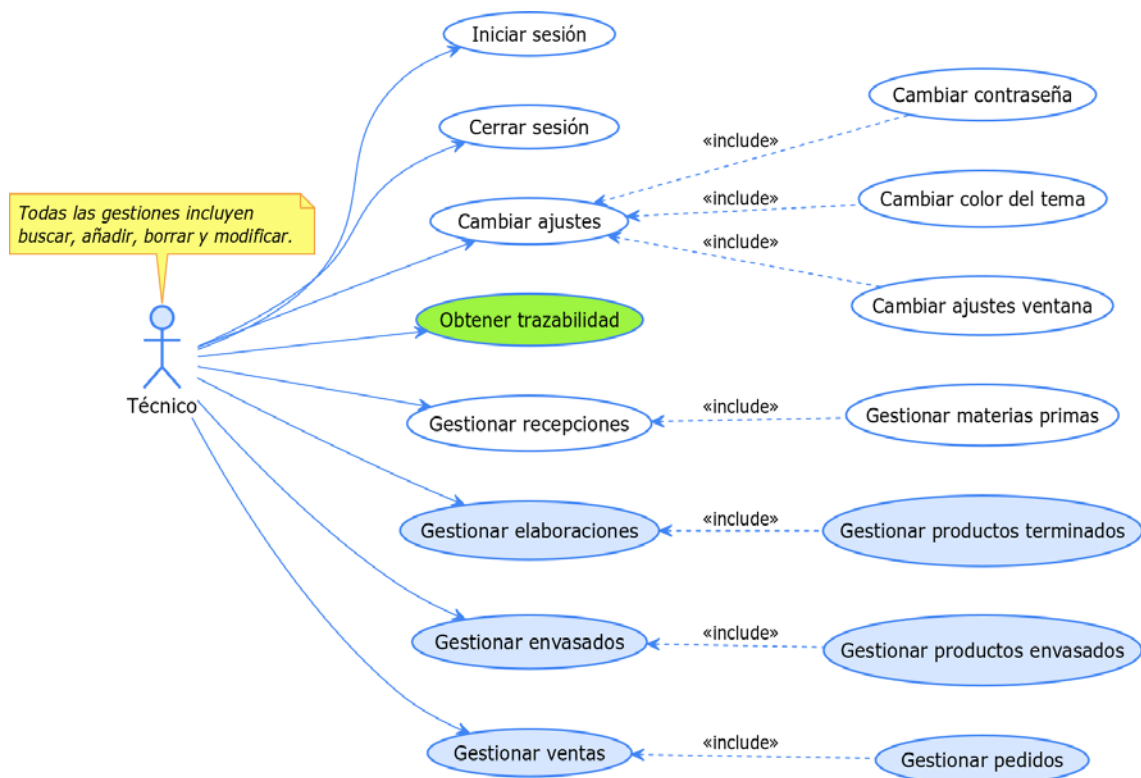 Iniciar sesión
Cambiar contraseña
Cerrar sesión
«include»
Cambiar color del tema
«include»
Todas las gestiones incluyen
buscar, añadir, borrar y modificar.
Cambiar ajustes
«include»
Cambiar ajustes ventana
Obtener trazabilidad
Técnico
«include»
Gestionar materias primas
Gestionar recepciones
«include»
Gestionar elaboraciones
Gestionar productos terminados
«include»
Gestionar envasados
Gestionar productos envasados
«include»
Gestionar ventas
Gestionar pedidos